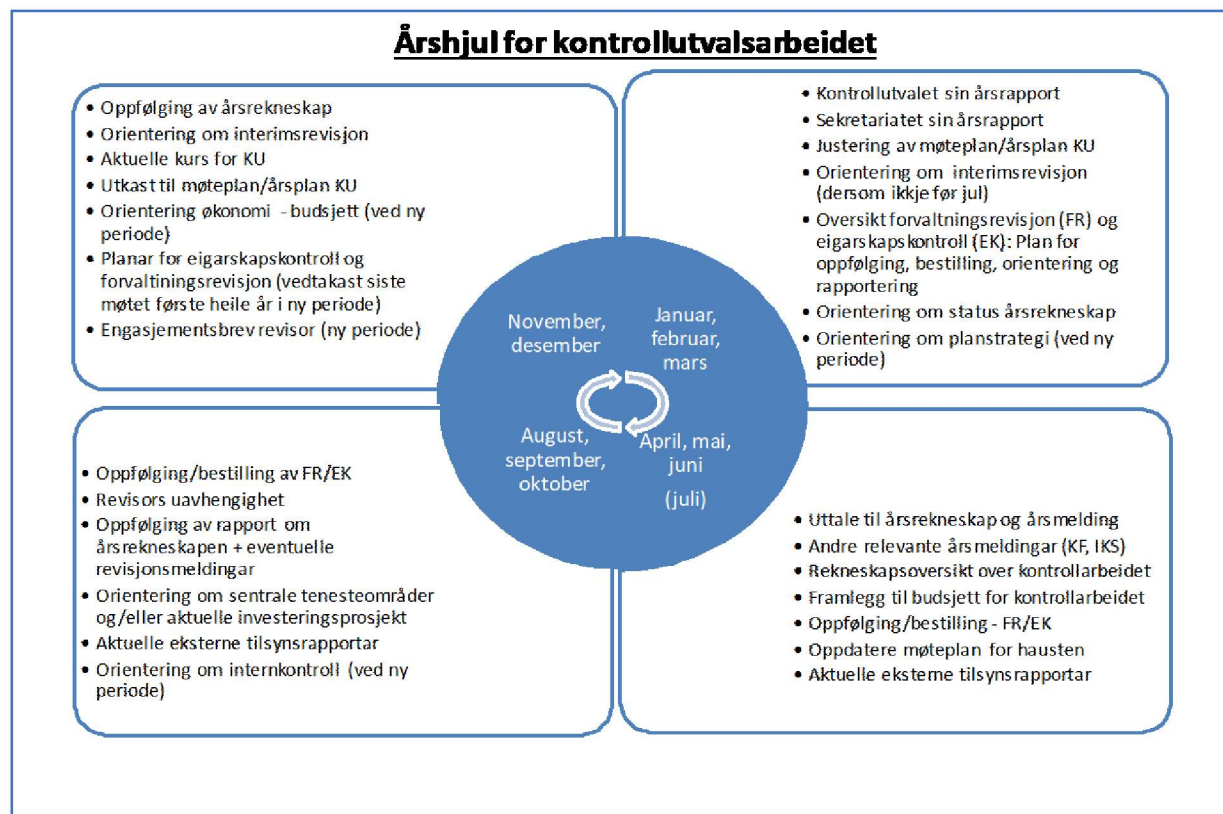 Årshjul for kontrollutvalsarbeidet
• Oppfølging av årsrekneskap
• Orientering om interimsrevisjon
• Aktuelle kurs for KU
• Utkast til møteplan/årsplan KU
• Orientering økonomi - budsjett (ved ny
periode)
• Planar for eigarskapskontroll og
forvaltiningsrevisjon (vedtakast siste
møtet første heile år i ny periode)
• Engasjementsbrev revisor (ny periode)
• Kontrollutvalet sin årsrapport
• Sekretariatet sin årsrapport
• Justering av møteplan/årsplan KU
• Orientering om interimsrevisjon
(dersom ikkje før jul)
• Oversikt forvaltningsrevisjon (FR) og
eigarskapskontroll (EK): Plan for
oppfølging, bestilling, orientering og
rapportering
• Orientering om status årsrekneskap
• Orientering om planstrategi (ved ny
periode)
November,
desember
Januar,
februar,
mars
August,
september,
oktober
April, mai,
juni
(juli)
• Oppfølging/bestilling av FR/EK
• Revisors uavhengighet
• Oppfølging av rapport om
årsrekneskapen + eventuelle
revisjonsmeldingar
• Orientering om sentrale tenesteområder
og/eller aktuelle investeringsprosjekt
• Aktuelle eksterne tilsynsrapportar
• Orientering om internkontroll (ved ny
periode)
• Uttale til årsrekneskap og årsmelding
• Andre relevante årsmeldingar (KF, IKS)
• Rekneskapsoversikt over kontrollarbeidet
• Framlegg til budsjett for kontrollarbeidet
• Oppfølging/bestilling - FR/EK
• Oppdatere møteplan for hausten
• Aktuelle eksterne tilsynsrapportar